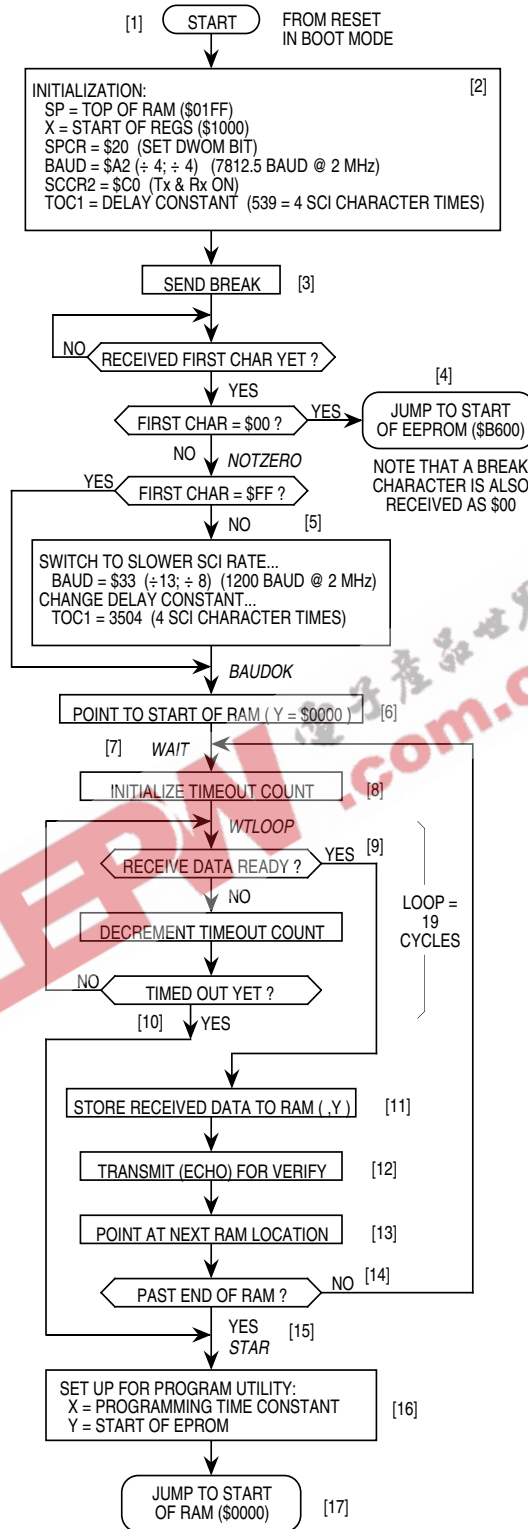 [1] START FROM RESET
IN BOOT MODE
[2]
INITIALIZATION:
SP = TOP OF RAM ($01FF)
X = START OF REGS ($1000)
SPCR = $20 (SET DWOM BIT)
BAUD = $A2 (÷ 4; ÷ 4) (7812.5 BAUD @ 2 MHz)
SCCR2 = $C0 (Tx & Rx ON)
TOC1 = DELAY CONSTANT (539 = 4 SCI CHARACTER TIMES)
SEND BREAK [3]
NO RECEIVED FIRST CHAR YET ?
YES
[4]
FIRST CHAR = $00 ? YES
JUMP TO START
OF EEPROM ($B600)
NOTE THAT A BREAK
CHARACTER IS ALSO
RECEIVED AS $00
NO NOTZERO
YES FIRST CHAR = $FF ?
NO [5]
SWITCH TO SLOWER SCI RATE...
BAUD = $33 (÷13; ÷ 8) (1200 BAUD @ 2 MHz)
CHANGE DELAY CONSTANT...
TOC1 = 3504 (4 SCI CHARACTER TIMES)
BAUDOK
POINT TO START OF RAM ( Y = $0000 ) [6]
[7] WAIT
INITIALIZE TIMEOUT COUNT [8]
WTLOOP
RECEIVE DATA READY ? YES [9]
NO
DECREMENT TIMEOUT COUNT
LOOP =
19
CYCLES
NO TIMED OUT YET ?
[10] YES
STORE RECEIVED DATA TO RAM ( ,Y ) [11]
TRANSMIT (ECHO) FOR VERIFY [12]
POINT AT NEXT RAM LOCATION [13]
PAST END OF RAM ? NO [14]
YES [15]
STAR
SET UP FOR PROGRAM UTILITY:
X = PROGRAMMING TIME CONSTANT
Y = START OF EPROM
[16]
JUMP TO START
OF RAM ($0000)
[17]
電子產品世界
EEPW.com.c